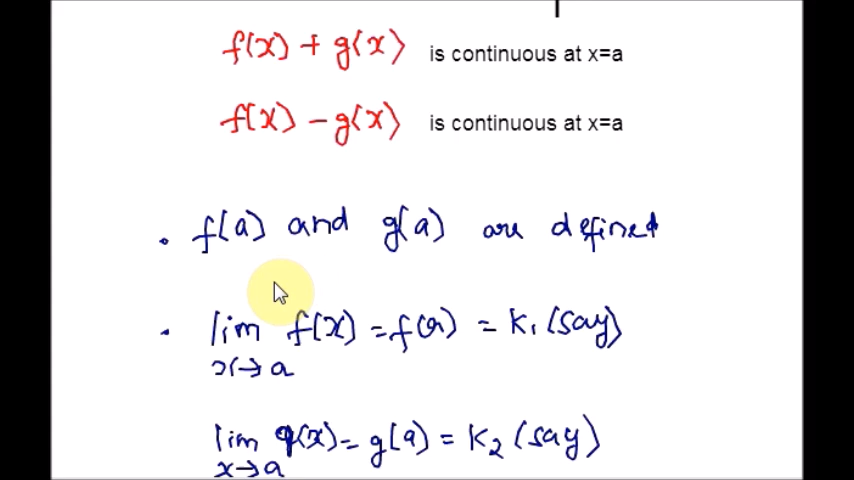 f(x) + g(x) is continuous at x=a
f(x) - g(x) is continuous at x=a
. f(a) and g(a) are defined
. lim f(x) = f(a) = K₁ (say)
x→a
lim g(x) = g(a) = K₂ (say)
x→a